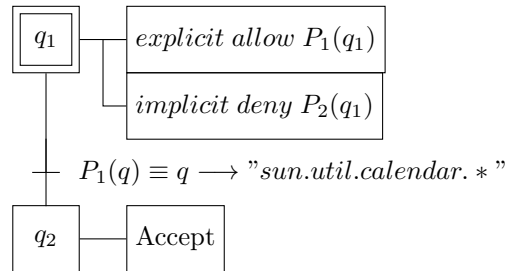 q₁
explicit allow P₁(q₁)
implicit deny P₂(q₁)
P₁(q) ≡ q ⟶ ”sun.util.calendar. * ”
q₂
Accept